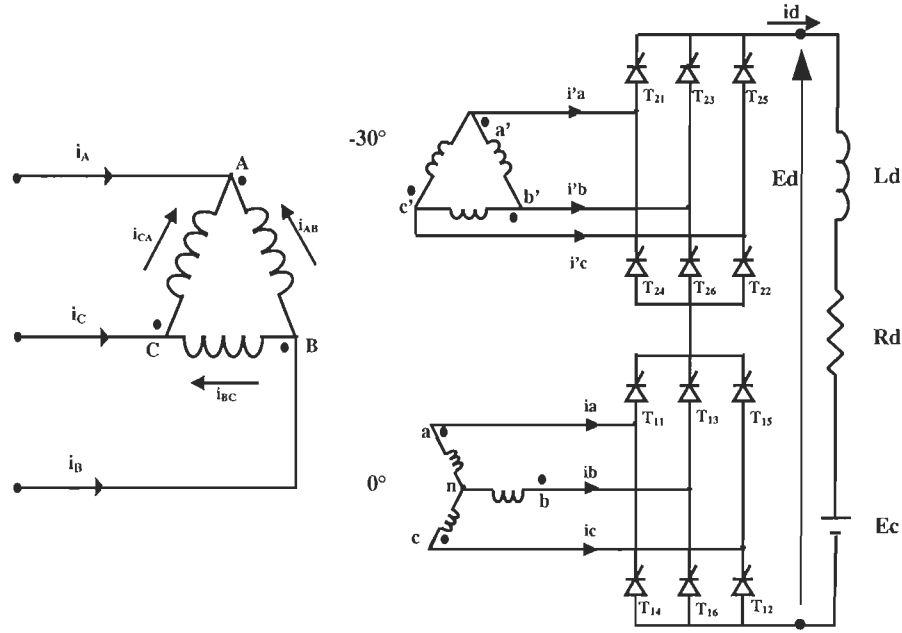 id
i'a
T21 T23 T25
-30°
a'
iA
A
Ed
Ld
c'
b'
i'b
iCA
iAB
i'c
T24 T26 T22
iC
C
B
Rd
iBC
ia
T11 T13 T15
a
iB
0°
n
ib
b
c
ic
Ec
T14 T16 T12